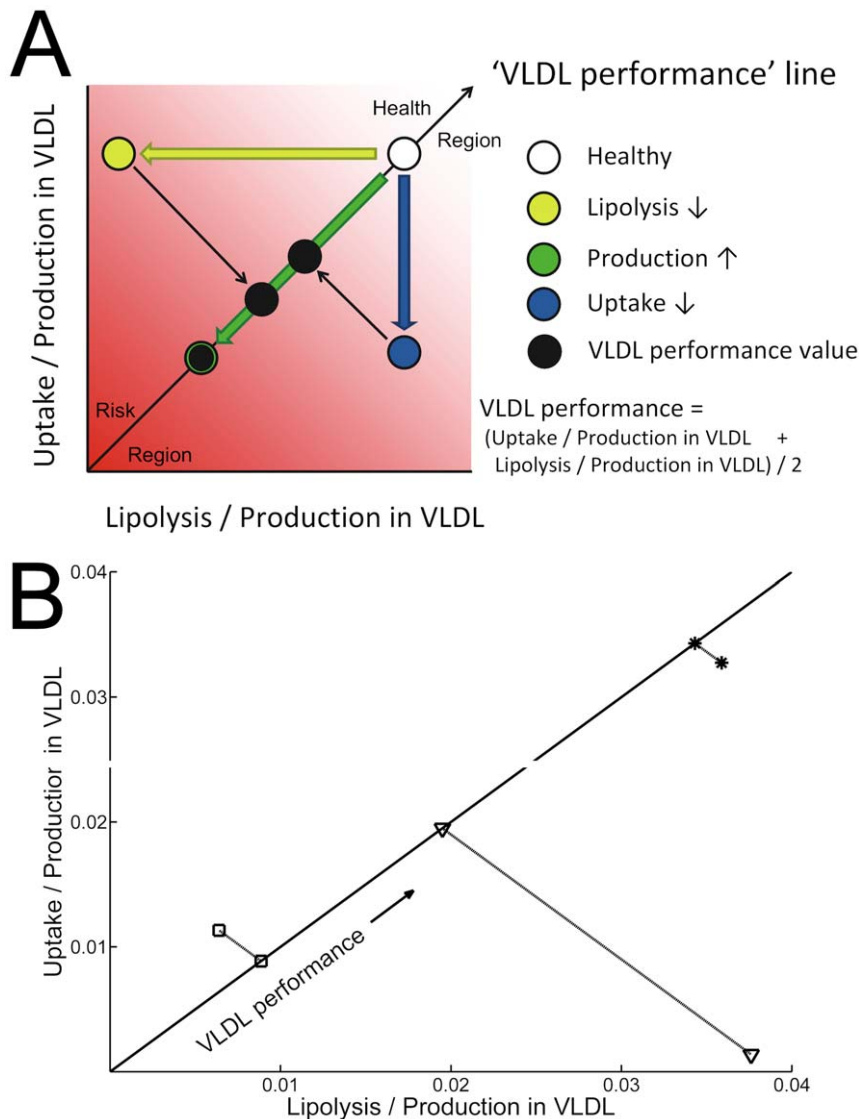 A
'VLDL performance' line
Uptake / Production in VLDL
Health
Region
Healthy
Lipolysis ↓
Production ↑
Uptake ↓
VLDL performance value
Risk
Region
VLDL performance =
(Uptake / Production in VLDL +
Lipolysis / Production in VLDL) / 2
Lipolysis / Production in VLDL
B
0.04
0.03
0.02
0.01
Uptake / Productior in VLDL
VLDL performance
0.01
0.02
0.03
0.04
Lipolysis / Production in VLDL